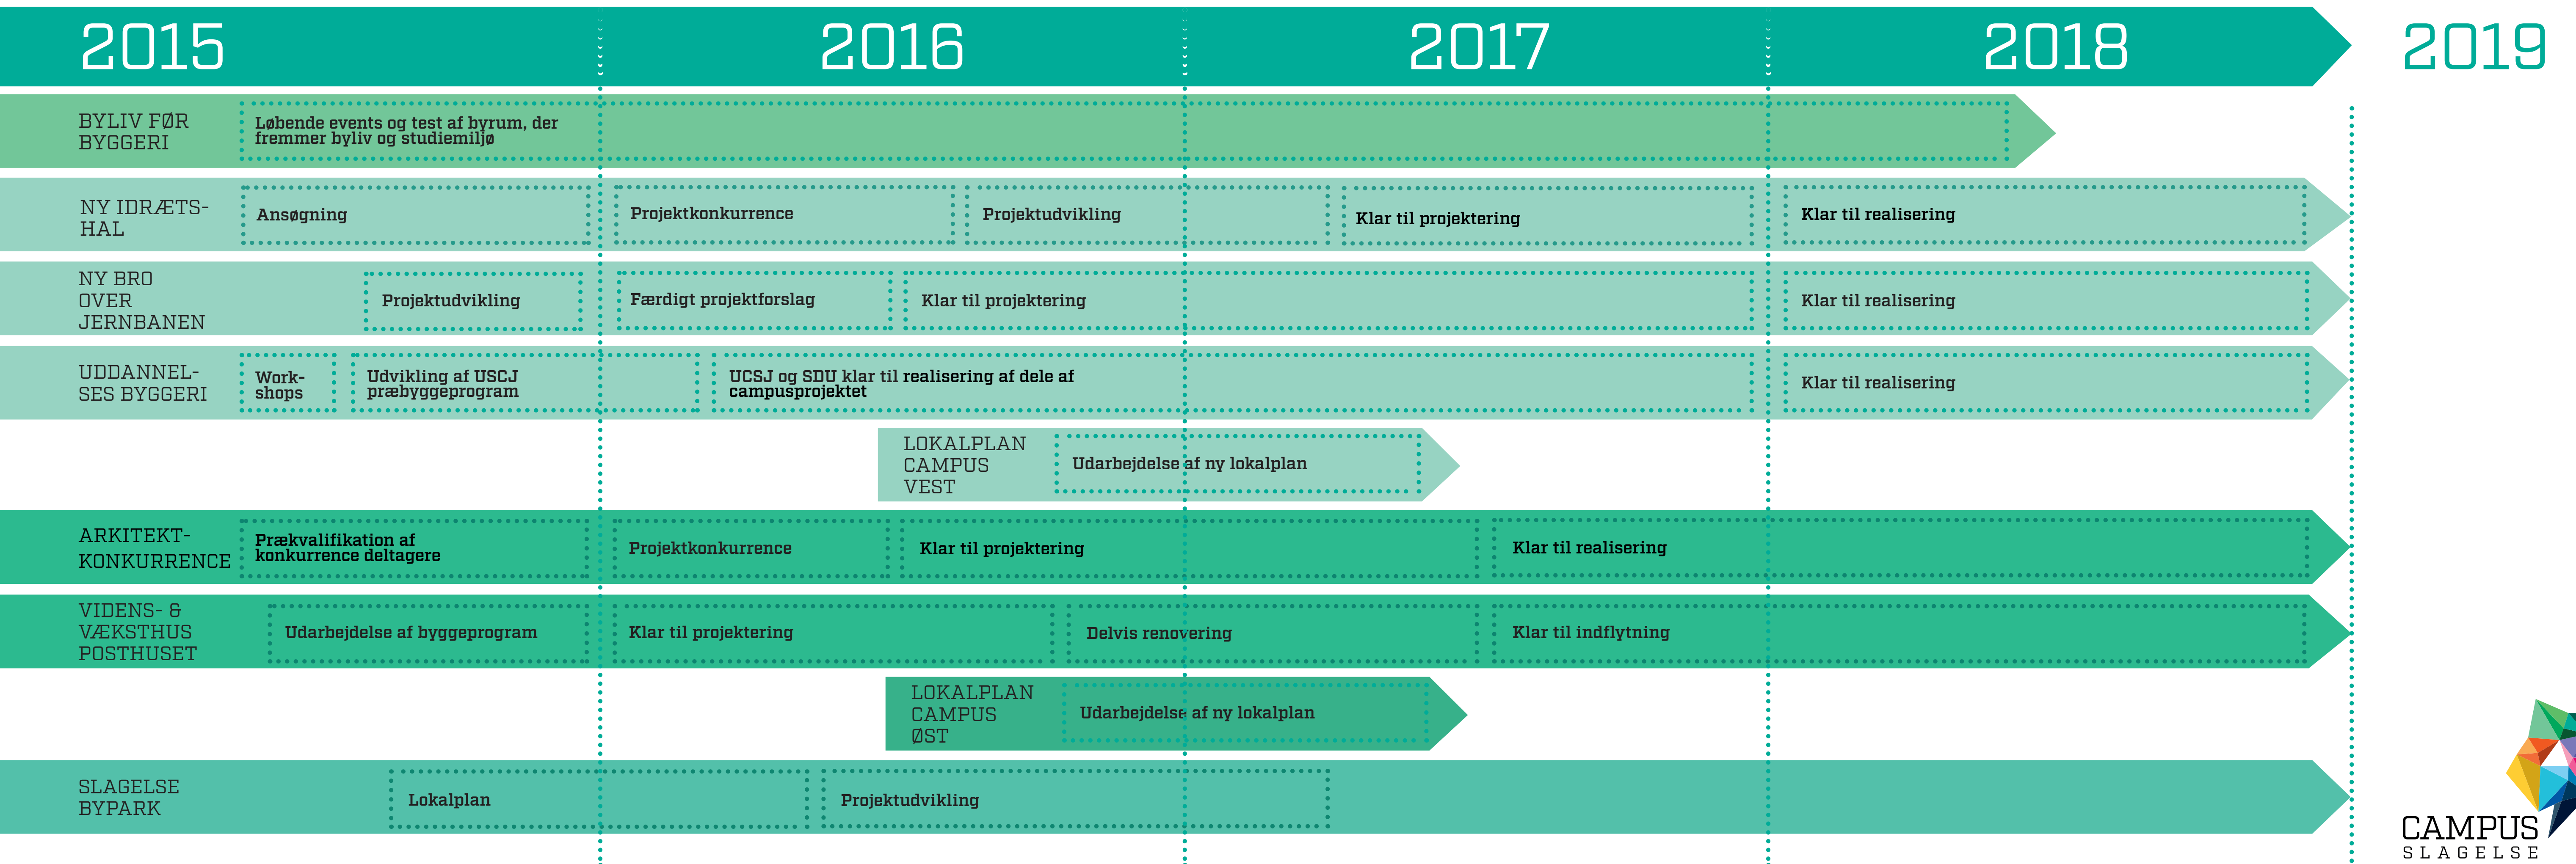 2015 2016 2017 2018 2019
BYLIV FØR
BYGGERI
Løbende events og test af byrum, der
fremmer byliv og studiemiljø
NY IDRÆTS-
HAL
Ansøgning
Projektkonkurrence
Projektudvikling
Klar til projektering
Klar til realisering
NY BRO
OVER
JERNBANEN
Projektudvikling
Færdigt projektforslag
Klar til projektering
Klar til realisering
UDDANNEL-
SES BYGGERI
Work-
shops
Udvikling af USCJ
præbyggeprogram
UCSJ og SDU klar til realisering af dele af
campusprojektet
Klar til realisering
LOKALPLAN
CAMPUS
VEST
Udarbejdelse af ny lokalplan
ARKITEKT-
KONKURRENCE
Prækvalifikation af
konkurrence deltagere
Projektkonkurrence
Klar til projektering
Klar til realisering
VIDENS- &
VÆKSTHUS
POSTHUSET
Udarbejdelse af byggeprogram
Klar til projektering
Delvis renovering
Klar til indflytning
LOKALPLAN
CAMPUS
ØST
Udarbejdelse af ny lokalplan
SLAGELSE
BYPARK
Lokalplan
Projektudvikling
CAMPUS
SLAGELSE